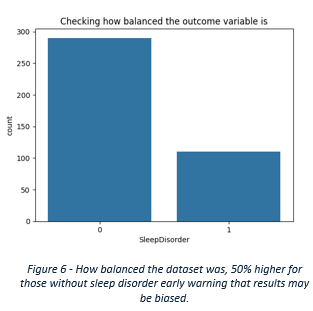 Checking how balanced the outcome variable is
300
250
200
150
100
50
0
count
0 1
SleepDisorder
Figure 6 - How balanced the dataset was, 50% higher for
those without sleep disorder early warning that results may
be biased.